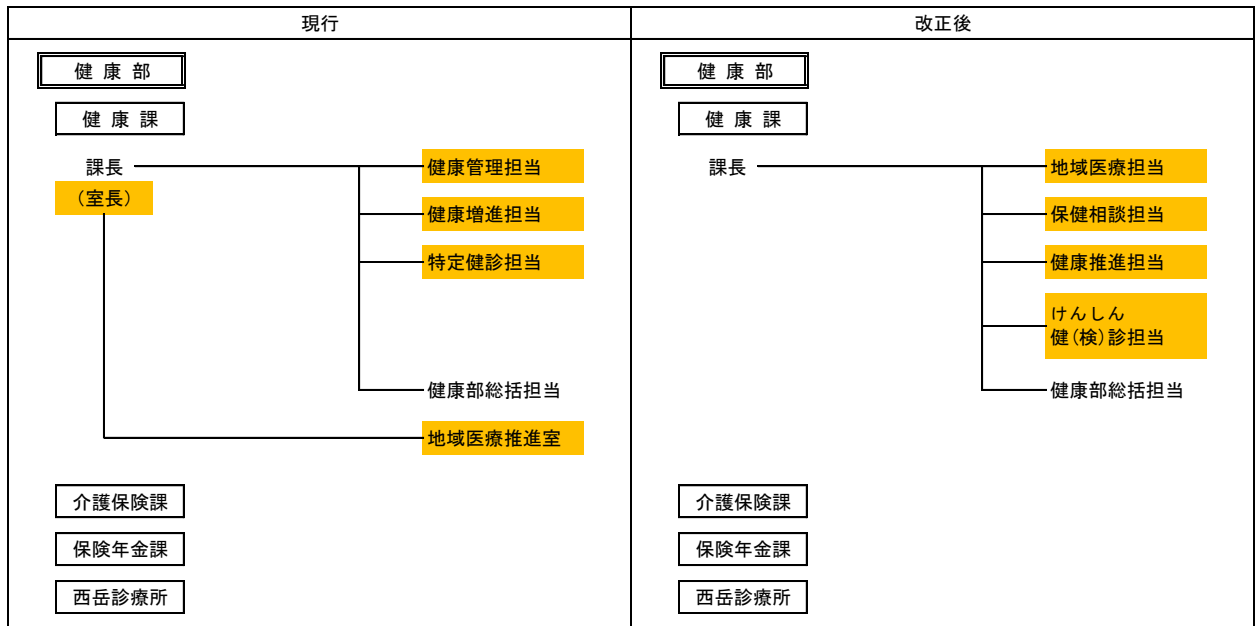 現行
健康部
健康課
課長
(室長)
健康管理担当
健康増進担当
特定健診担当
健康部総括担当
地域医療推進室
介護保険課
保険年金課
西岳診療所
改正後
健康部
健康課
課長
地域医療担当
保健相談担当
健康推進担当
けんしん
健(検)診担当
健康部総括担当
介護保険課
保険年金課
西岳診療所